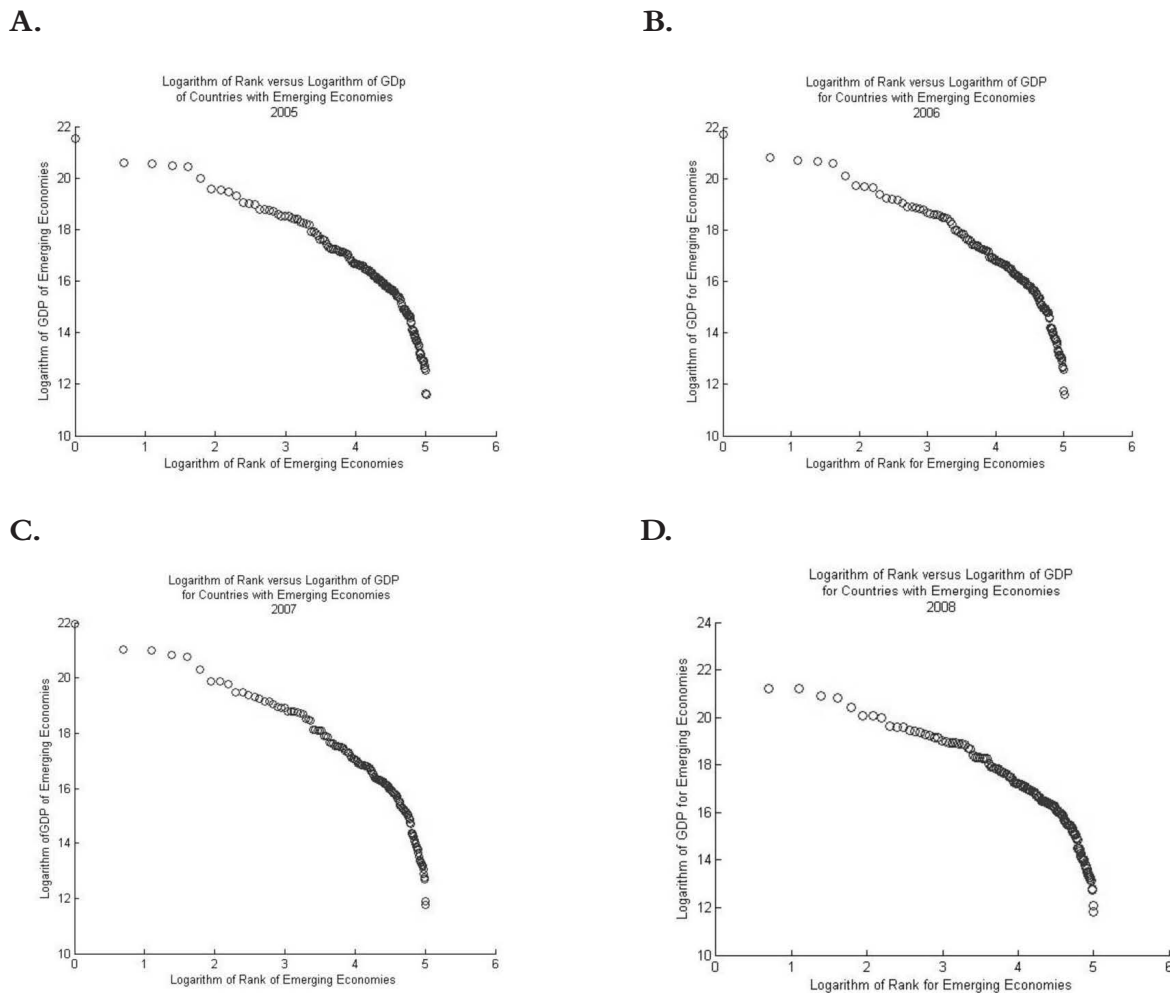 A.
Logarithm of Rank versus Logarithm of GDp
of Countries with Emerging Economies
2005
22
20
18
16
14
12
10
Logarithm of GDP of Emerging Economies
0 1 2 3 4 5 6
Logarithm of Rank of Emerging Economies
B.
Logarithm of Rank versus Logarithm of GDP
for Countries with Emerging Economies
2006
22
20
18
16
14
12
10
Logarithm of GDP for Emerging Economies
0 1 2 3 4 5 6
Logarithm of Rank for Emerging Economies
C.
Logarithm of Rank versus Logarithm of GDP
for Countries with Emerging Economies
2007
22
20
18
16
14
12
10
Logarithm ofGDP of Emerging Economies
0 1 2 3 4 5 6
Logarithm of Rank of Emerging Economies
D.
Logarithm of Rank versus Logarithm of GDP
for Countries with Emerging Economies
2008
24
22
20
18
16
14
12
10
Logarithm of GDP for Emerging Economies
0 1 2 3 4 5 6
Logarithm of Rank for Emerging Economies